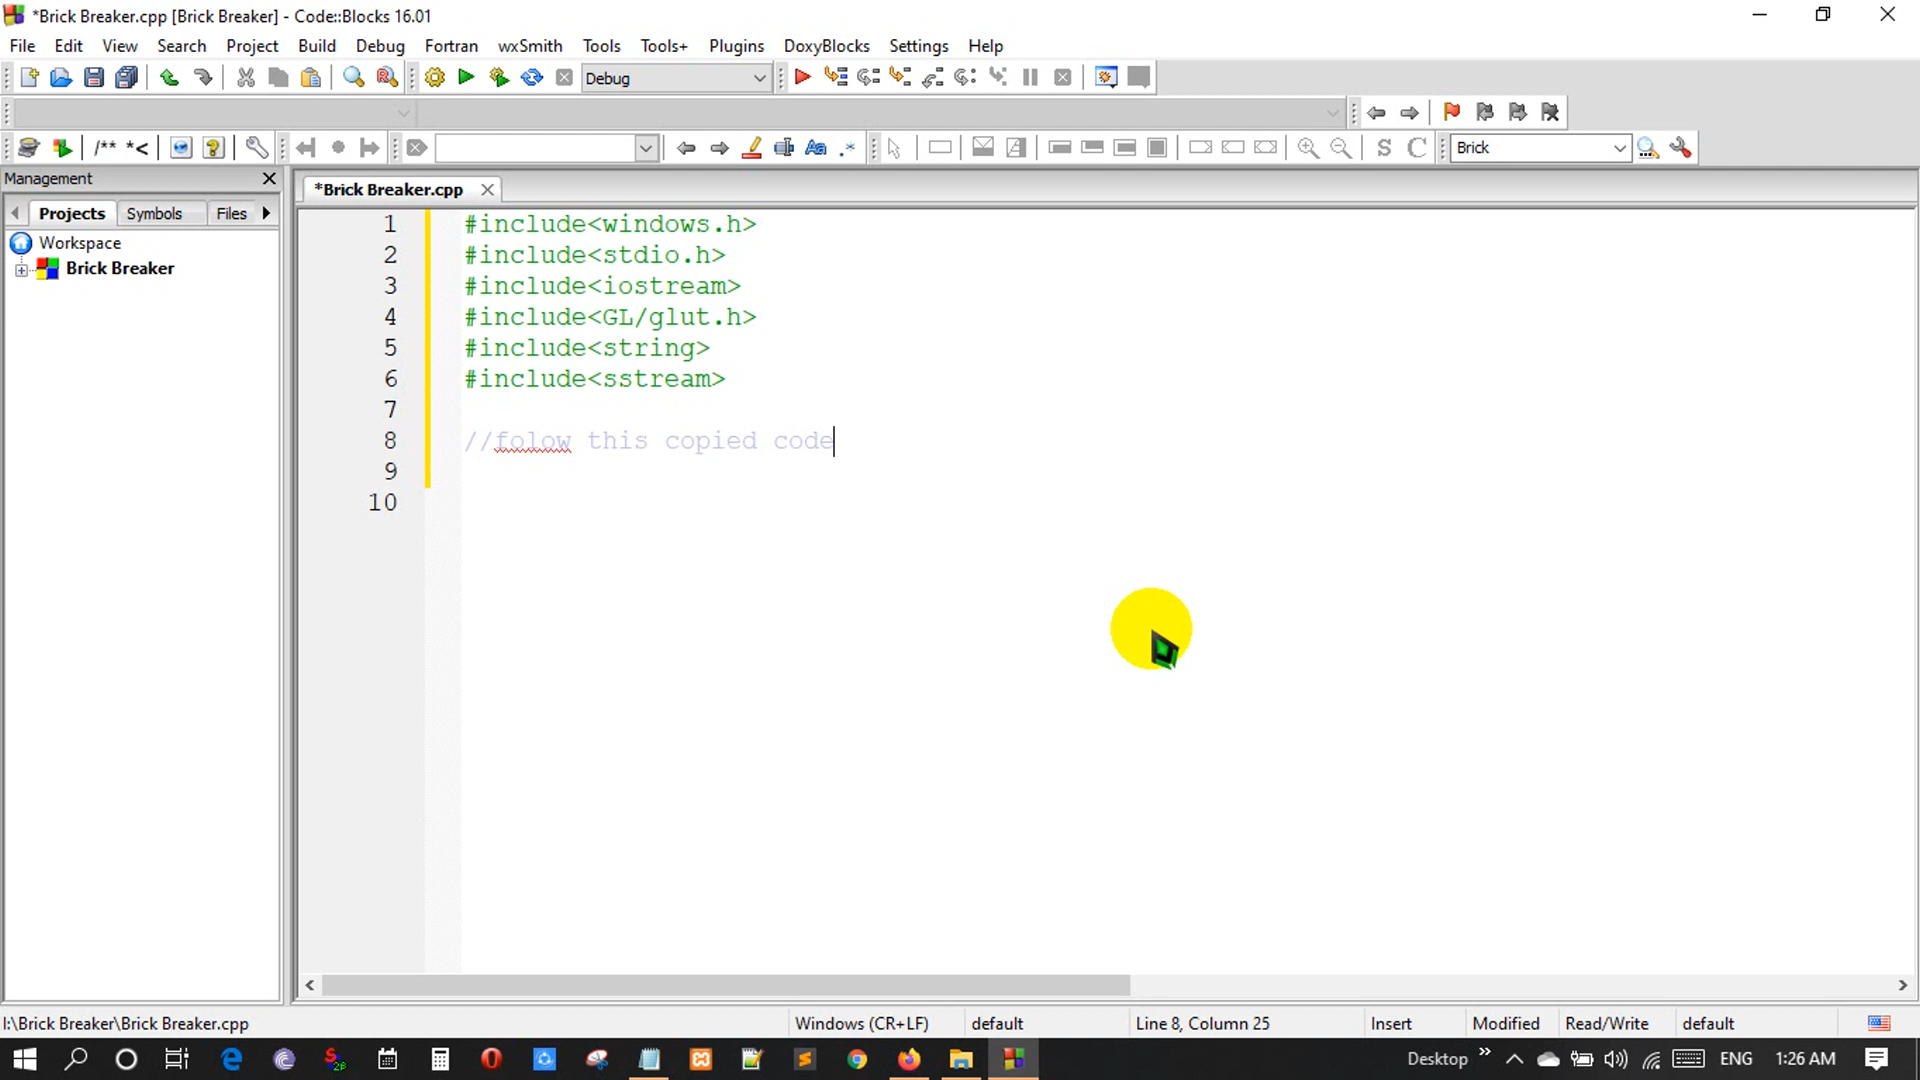 *Brick Breaker.cpp [Brick Breaker] - Code::Blocks 16.01
File Edit View Search Project Build Debug Fortran wxSmith Tools Tools+ Plugins DoxyBlocks Settings Help
Debug
/** *< Aa .* S C Brick
Management
Projects Symbols Files
Workspace
Brick Breaker
*Brick Breaker.cpp
1 #include<windows.h>
2 #include<stdio.h>
3 #include<iostream>
4 #include<GL/glut.h>
5 #include<string>
6 #include<sstream>
7
8 //folow this copied code
9
10
I:\Brick Breaker\Brick Breaker.cpp Windows (CR+LF) default Line 8, Column 25 Insert Modified Read/Write default
Desktop ENG 1:26 AM